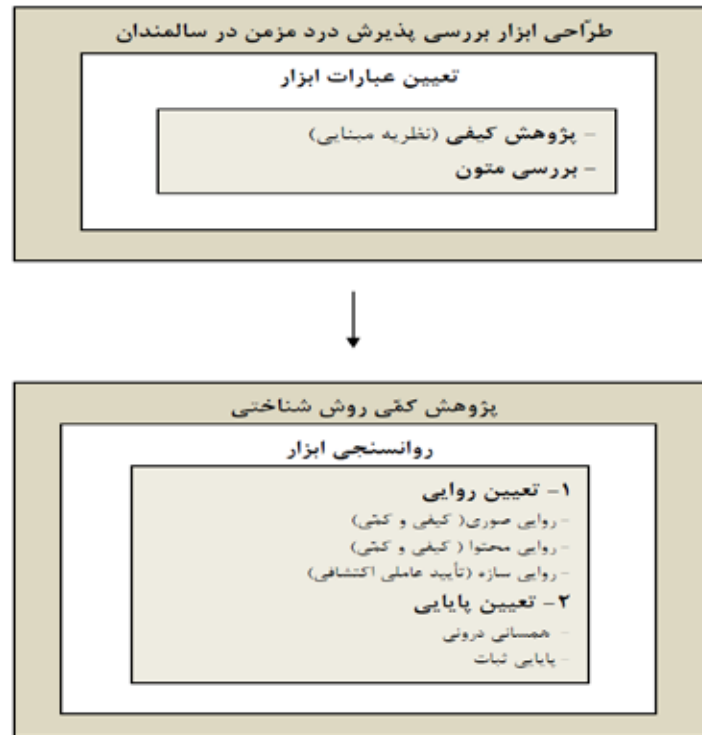 طرّاحی ابزار بررسی پذیرش درد مزمن در سالمندان
تعیین عبارات ابزار
- پژوهش کیفی (نظریه مبنایی)
- بررسی متون
پژوهش کمّی روش شناختی
روانسنجی ابزار
۱- تعیین روایی
- روایی صوری( کیفی و کمّی)
- روایی محتوا ( کیفی و کمّی)
- روایی سازه (تأیید عاملی اکتشافی)
۲- تعیین پایایی
- همسانی درونی
- پایایی ثبات